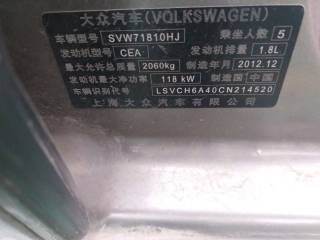 大众汽车(VOLKSWAGEN)
车辆型号 SVW71810HJ 乘坐人数 5
发动机型号 CEA 发动机排量 1.8L
最大允许总质量 2060kg 制造年月 2012.12
发动机最大净功率 118 kW 制造国 中国
车辆识别代号 LSVCH6A40CN214520
上海大众汽车有限公司